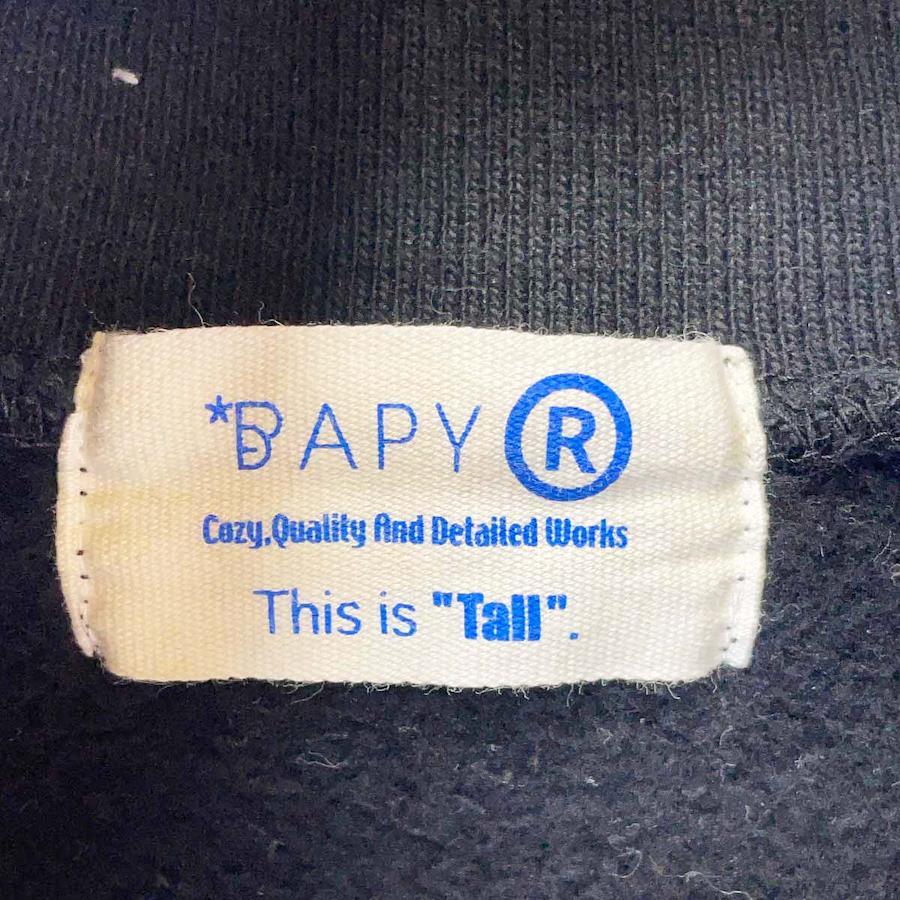 *BAPY®
Cozy,Quality And Detailed Works
This is "Tall".